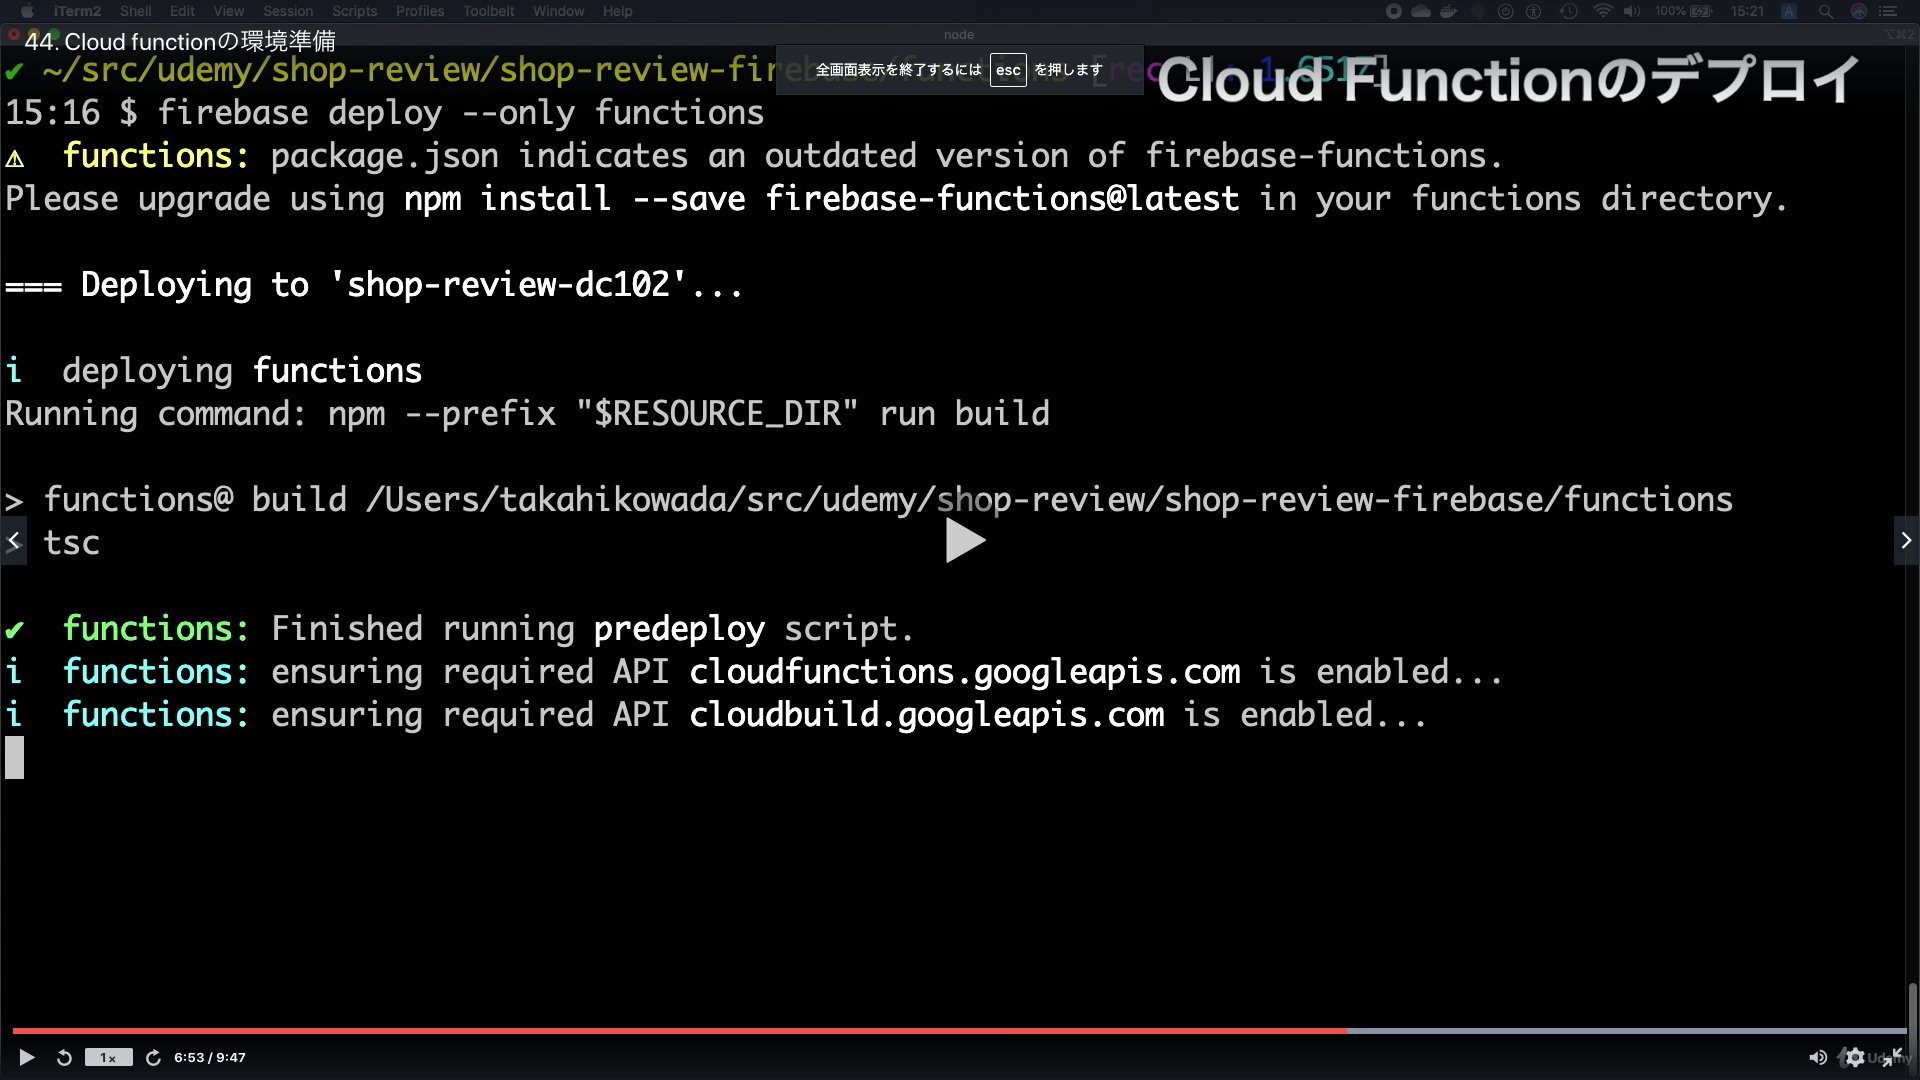 iTerm2 Shell Edit View Session Scripts Profiles Toolbelt Window Help 100% 15:21 A
node
⌥⌘2
44. Cloud functionの環境準備
全画面表示を終了するには esc を押します
Cloud Functionのデプロイ
✔ ~/src/udemy/shop-review/shop-review-firebase/functions
15:16 $ firebase deploy --only functions
⚠ functions: package.json indicates an outdated version of firebase-functions.
Please upgrade using npm install --save firebase-functions@latest in your functions directory.
=== Deploying to 'shop-review-dc102'...
i deploying functions
Running command: npm --prefix "$RESOURCE_DIR" run build
> functions@ build /Users/takahikowada/src/udemy/shop-review/shop-review-firebase/functions
> tsc
✔ functions: Finished running predeploy script.
i functions: ensuring required API cloudfunctions.googleapis.com is enabled...
i functions: ensuring required API cloudbuild.googleapis.com is enabled...
1x 6:53 / 9:47
Udemy